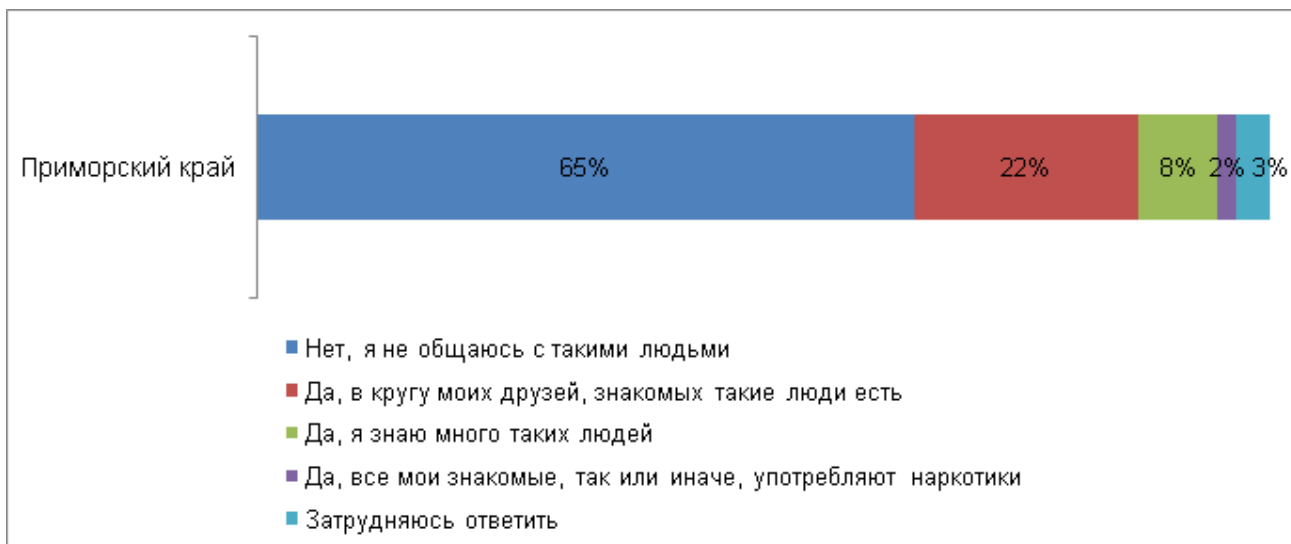 Приморский край
65% 22% 8% 2% 3%
Нет, я не общаюсь с такими людьми
Да, в кругу моих друзей, знакомых такие люди есть
Да, я знаю много таких людей
Да, все мои знакомые, так или иначе, употребляют наркотики
Затрудняюсь ответить